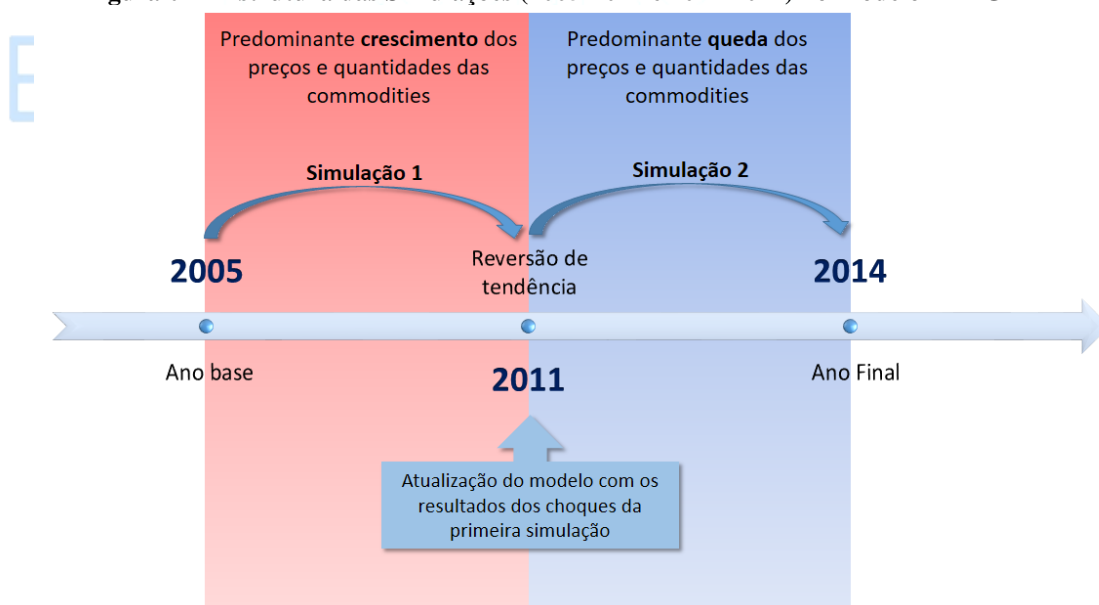 Predominante crescimento dos
preços e quantidades das
commodities
Predominante queda dos
preços e quantidades das
commodities
Simulação 1
Simulação 2
2005
Reversão de
tendência
2014
Ano base
2011
Ano Final
Atualização do modelo com os
resultados dos choques da
primeira simulação